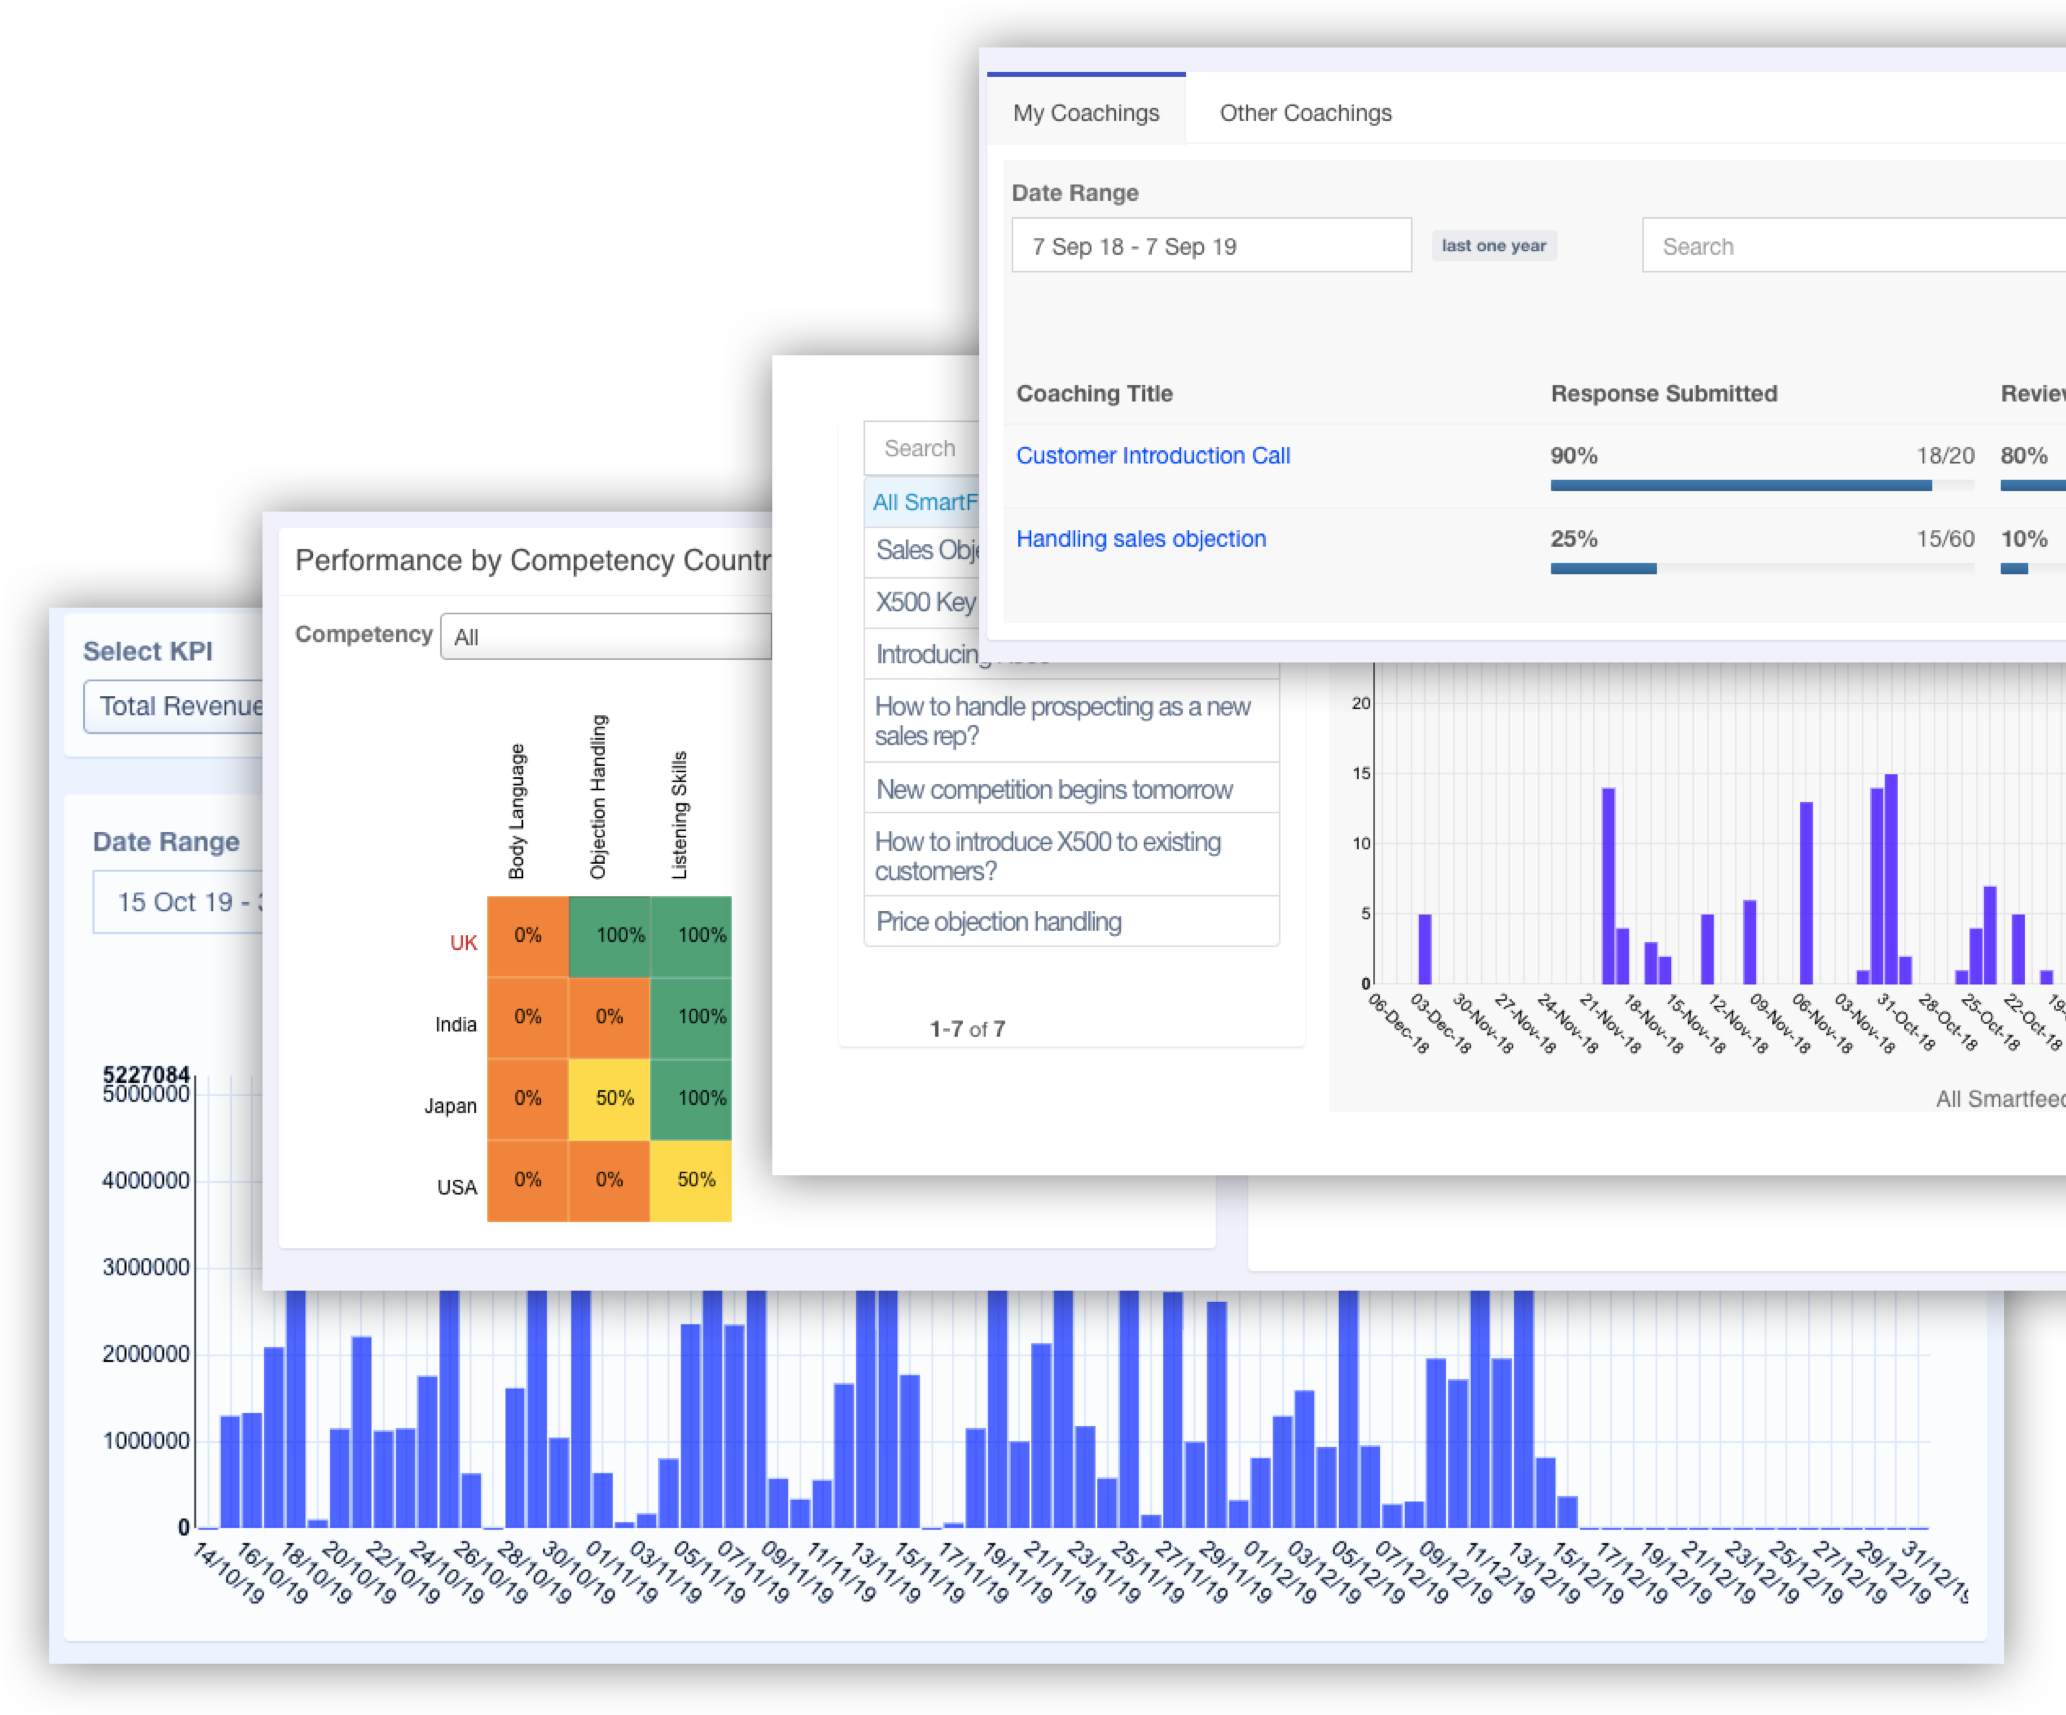 My Coachings
Other Coachings
Date Range
7 Sep 18 - 7 Sep 19
last one year
Search
Coaching Title
Response Submitted
Customer Introduction Call
90%
18/20
80%
Handling sales objection
25%
15/60
10%
Search
All
Sales
X500 Key
Introducing
How to handle prospecting as a new
sales rep?
New competition begins tomorrow
How to introduce X500 to existing
customers?
Price objection handling
1-7 of 7
20
15
10
5
0
06-Dec-18
03-Dec-18
30-Nov-18
27-Nov-18
24-Nov-18
21-Nov-18
18-Nov-18
15-Nov-18
12-Nov-18
09-Nov-18
06-Nov-18
03-Nov-18
31-Oct-18
28-Oct-18
25-Oct-18
22-Oct-18
All Smartfeed
Performance by Competency
Competency
All
Body Language
Objection Handling
Listening Skills
UK
0%
100%
100%
India
0%
0%
100%
Japan
0%
50%
100%
USA
0%
0%
50%
Select KPI
Total Revenue
Date Range
15 Oct 19 -
5227084
5000000
4000000
3000000
2000000
1000000
0
14/10/19
16/10/19
18/10/19
20/10/19
22/10/19
24/10/19
26/10/19
28/10/19
30/10/19
01/11/19
03/11/19
05/11/19
07/11/19
09/11/19
11/11/19
13/11/19
15/11/19
17/11/19
19/11/19
21/11/19
23/11/19
25/11/19
27/11/19
29/11/19
01/12/19
03/12/19
05/12/19
07/12/19
09/12/19
11/12/19
13/12/19
15/12/19
17/12/19
19/12/19
21/12/19
23/12/19
25/12/19
27/12/19
29/12/19
31/12/19